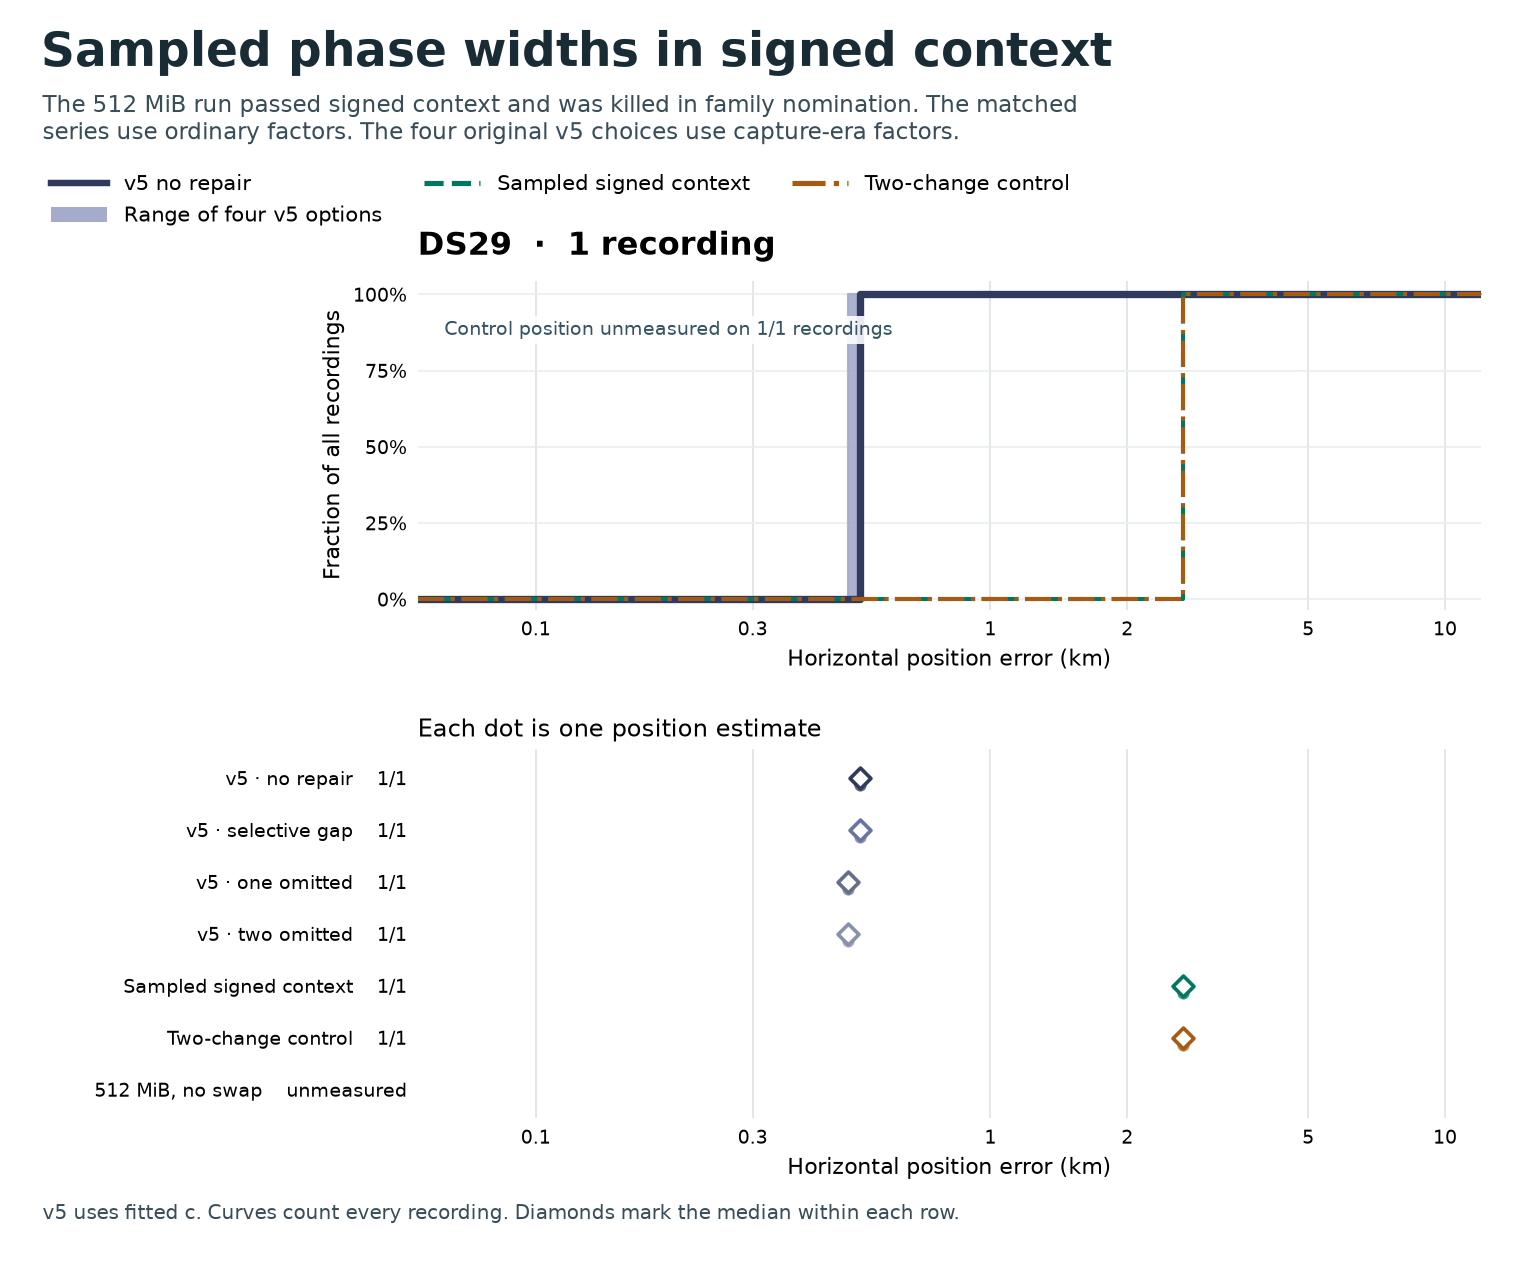 Sampled phase widths in signed context
The 512 MiB run passed signed context and was killed in family nomination. The matched
series use ordinary factors. The four original v5 choices use capture-era factors.
v5 no repair
Sampled signed context
Two-change control
Range of four v5 options
DS29 · 1 recording
100%
Control position unmeasured on 1/1 recordings
75%
50%
25%
0%
Fraction of all recordings
0.1 0.3 1 2 5 10
Horizontal position error (km)
Each dot is one position estimate
v5 · no repair 1/1
v5 · selective gap 1/1
v5 · one omitted 1/1
v5 · two omitted 1/1
Sampled signed context 1/1
Two-change control 1/1
512 MiB, no swap unmeasured
0.1 0.3 1 2 5 10
Horizontal position error (km)
v5 uses fitted c. Curves count every recording. Diamonds mark the median within each row.